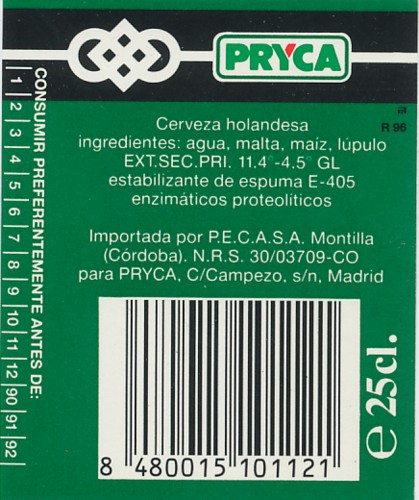 PRYCA
R 96
Cerveza holandesa
ingredientes: agua, malta, maíz, lúpulo
EXT.SEC.PRI. 11.4°-4.5° GL
estabilizante de espuma E-405
enzimáticos proteolíticos
Importada por P.E.C.A.S.A. Montilla
(Córdoba). N.R.S. 30/03709-CO
para PRYCA, C/Campezo, s/n, Madrid
CONSUMIR PREFERENTEMENTE ANTES DE:
1 2 3 4 5 6 7 8 9 10 11 12 90 91 92
e 25cl.
8 480015 101121